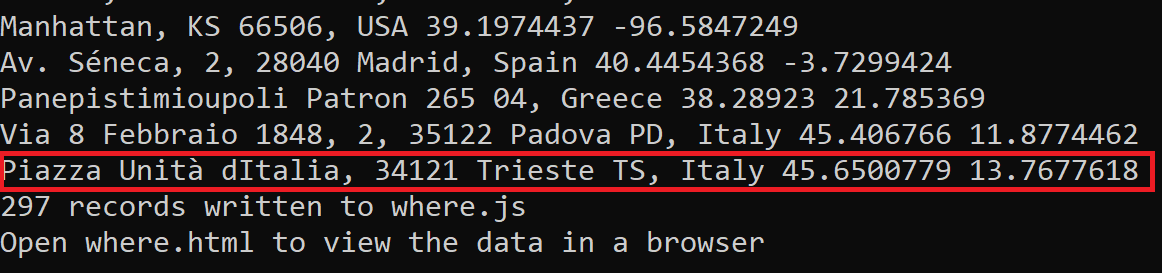 Manhattan, KS 66506, USA 39.1974437 -96.5847249
Av. Séneca, 2, 28040 Madrid, Spain 40.4454368 -3.7299424
Panepistimioupoli Patron 265 04, Greece 38.28923 21.785369
Via 8 Febbraio 1848, 2, 35122 Padova PD, Italy 45.406766 11.8774462
Piazza Unità dItalia, 34121 Trieste TS, Italy 45.6500779 13.7677618
297 records written to where.js
Open where.html to view the data in a browser